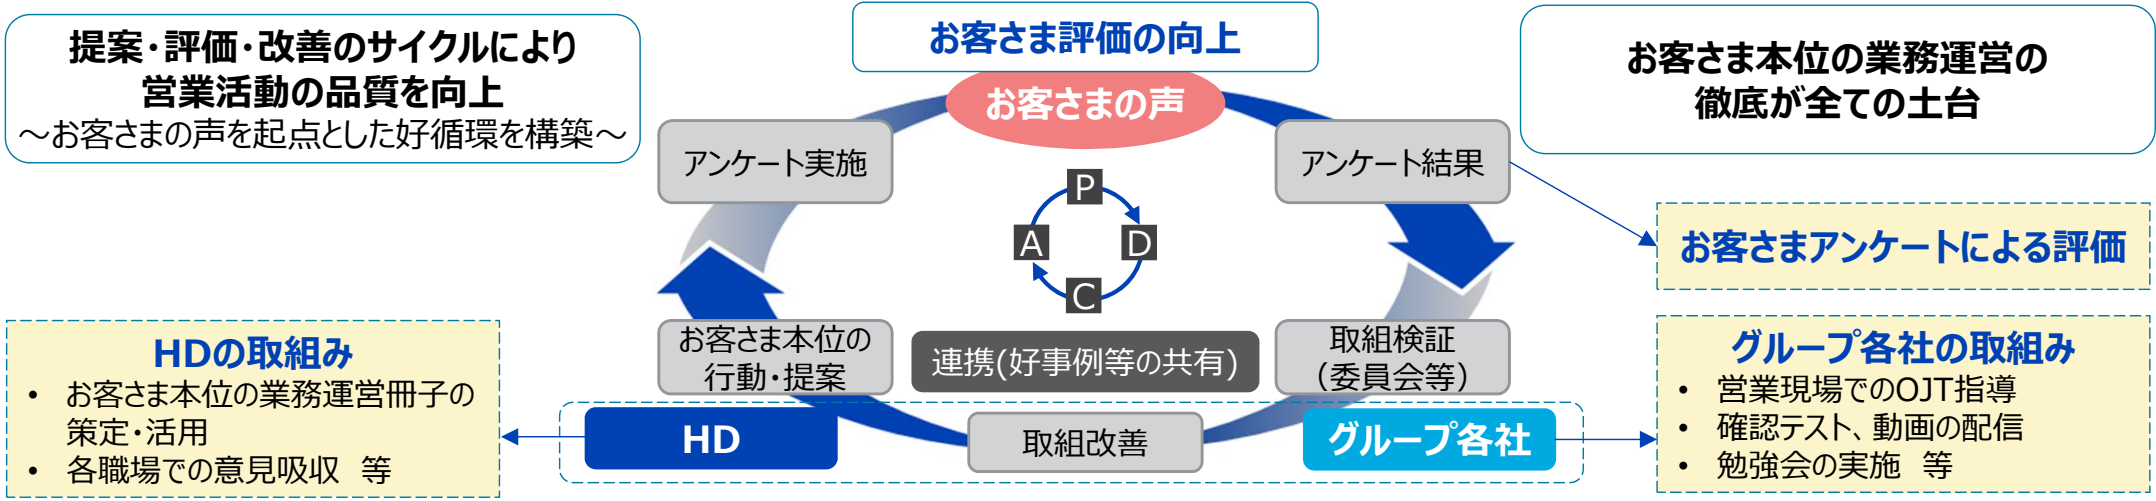 提案・評価・改善のサイクルにより
営業活動の品質を向上
～お客さまの声を起点とした好循環を構築～
お客さま評価の向上
お客さまの声
お客さま本位の業務運営の
徹底が全ての土台
アンケート実施
アンケート結果
P
D
C
A
お客さまアンケートによる評価
お客さま本位の
行動・提案
連携(好事例等の共有)
取組検証
（委員会等）
HD
取組改善
グループ各社
HDの取組み
• お客さま本位の業務運営冊子の
策定・活用
• 各職場での意見吸収 等
グループ各社の取組み
• 営業現場でのOJT指導
• 確認テスト、動画の配信
• 勉強会の実施 等